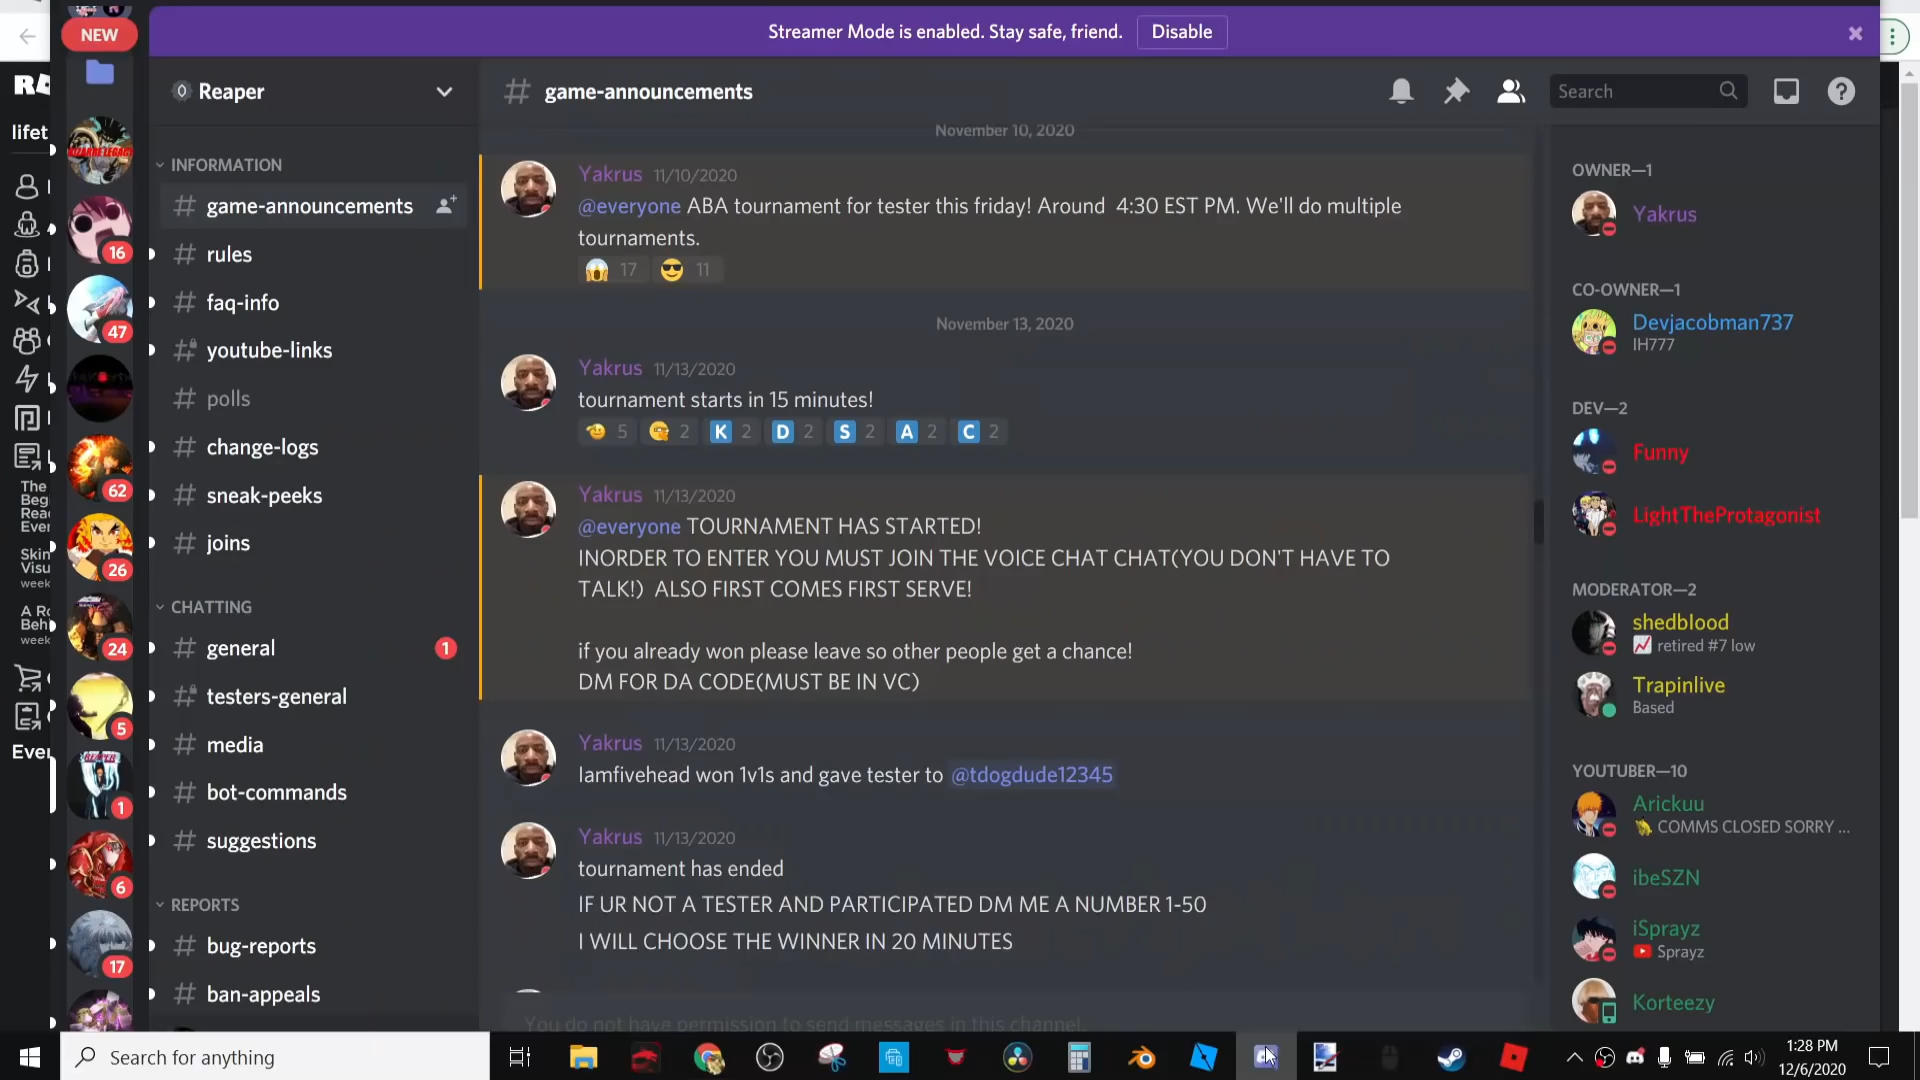 NEW
Streamer Mode is enabled. Stay safe, friend.
Disable
lifet
The
Beg
Rea
Ever
Skin
Visu
week
A Ro
Beh
week
Ever
16
47
62
26
24
5
1
6
17
Reaper
INFORMATION
game-announcements
rules
faq-info
youtube-links
polls
change-logs
sneak-peeks
joins
CHATTING
general
1
testers-general
media
bot-commands
suggestions
REPORTS
bug-reports
ban-appeals
game-announcements
Search
November 10, 2020
Yakrus 11/10/2020
@everyone ABA tournament for tester this friday! Around 4:30 EST PM. We'll do multiple
tournaments.
17 11
November 13, 2020
Yakrus 11/13/2020
tournament starts in 15 minutes!
5 2 K 2 D 2 S 2 A 2 C 2
Yakrus 11/13/2020
@everyone TOURNAMENT HAS STARTED!
INORDER TO ENTER YOU MUST JOIN THE VOICE CHAT CHAT(YOU DON'T HAVE TO
TALK!) ALSO FIRST COMES FIRST SERVE!
if you already won please leave so other people get a chance!
DM FOR DA CODE(MUST BE IN VC)
Yakrus 11/13/2020
Iamfivehead won 1v1s and gave tester to @tdogdude12345
Yakrus 11/13/2020
tournament has ended
IF UR NOT A TESTER AND PARTICIPATED DM ME A NUMBER 1-50
I WILL CHOOSE THE WINNER IN 20 MINUTES
You do not have permission to send messages in this channel.
OWNER—1
Yakrus
CO-OWNER—1
Devjacobman737
IH777
DEV—2
Funny
LightTheProtagonist
MODERATOR—2
shedblood
retired #7 low
Trapinlive
Based
YOUTUBER—10
Arickuu
COMMS CLOSED SORRY ...
ibeSZN
iSprayz
Sprayz
Korteezy
Search for anything
1:28 PM
12/6/2020